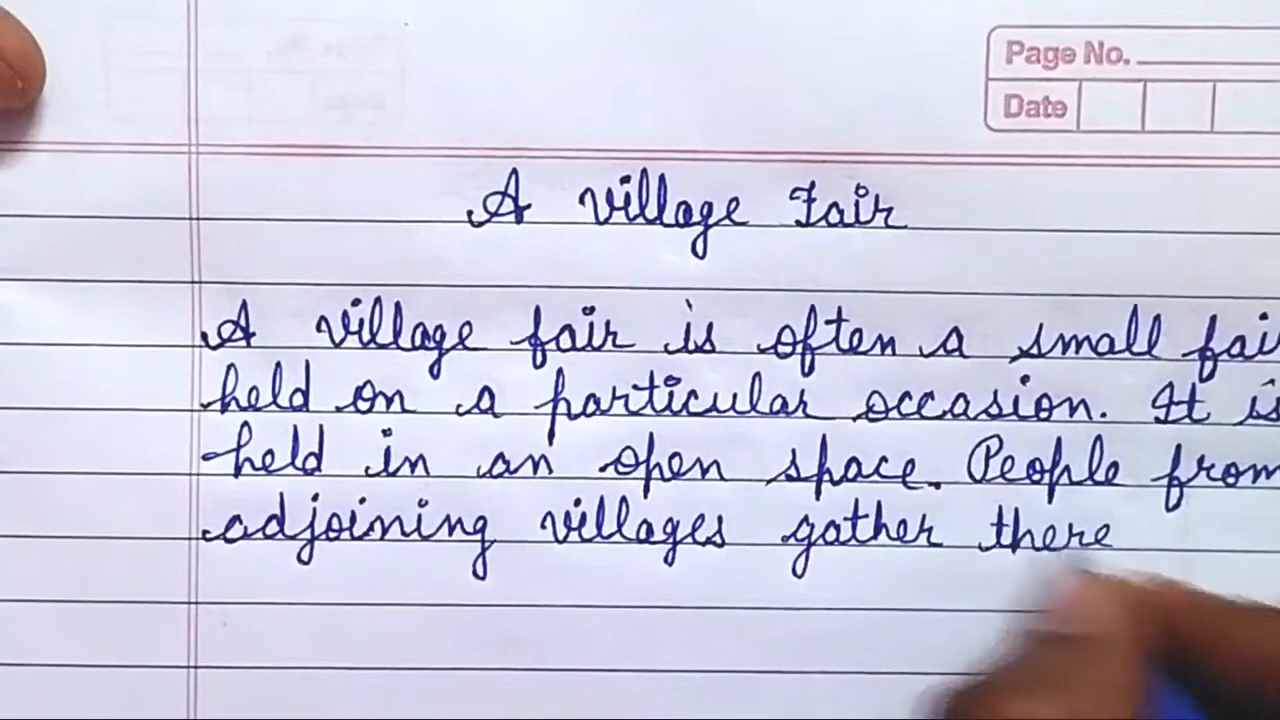 Page No.
Date
A village Fair
A village fair is often a small fai
held on a particular occasion. It is
held in an open space. People from
adjoining villages gather there